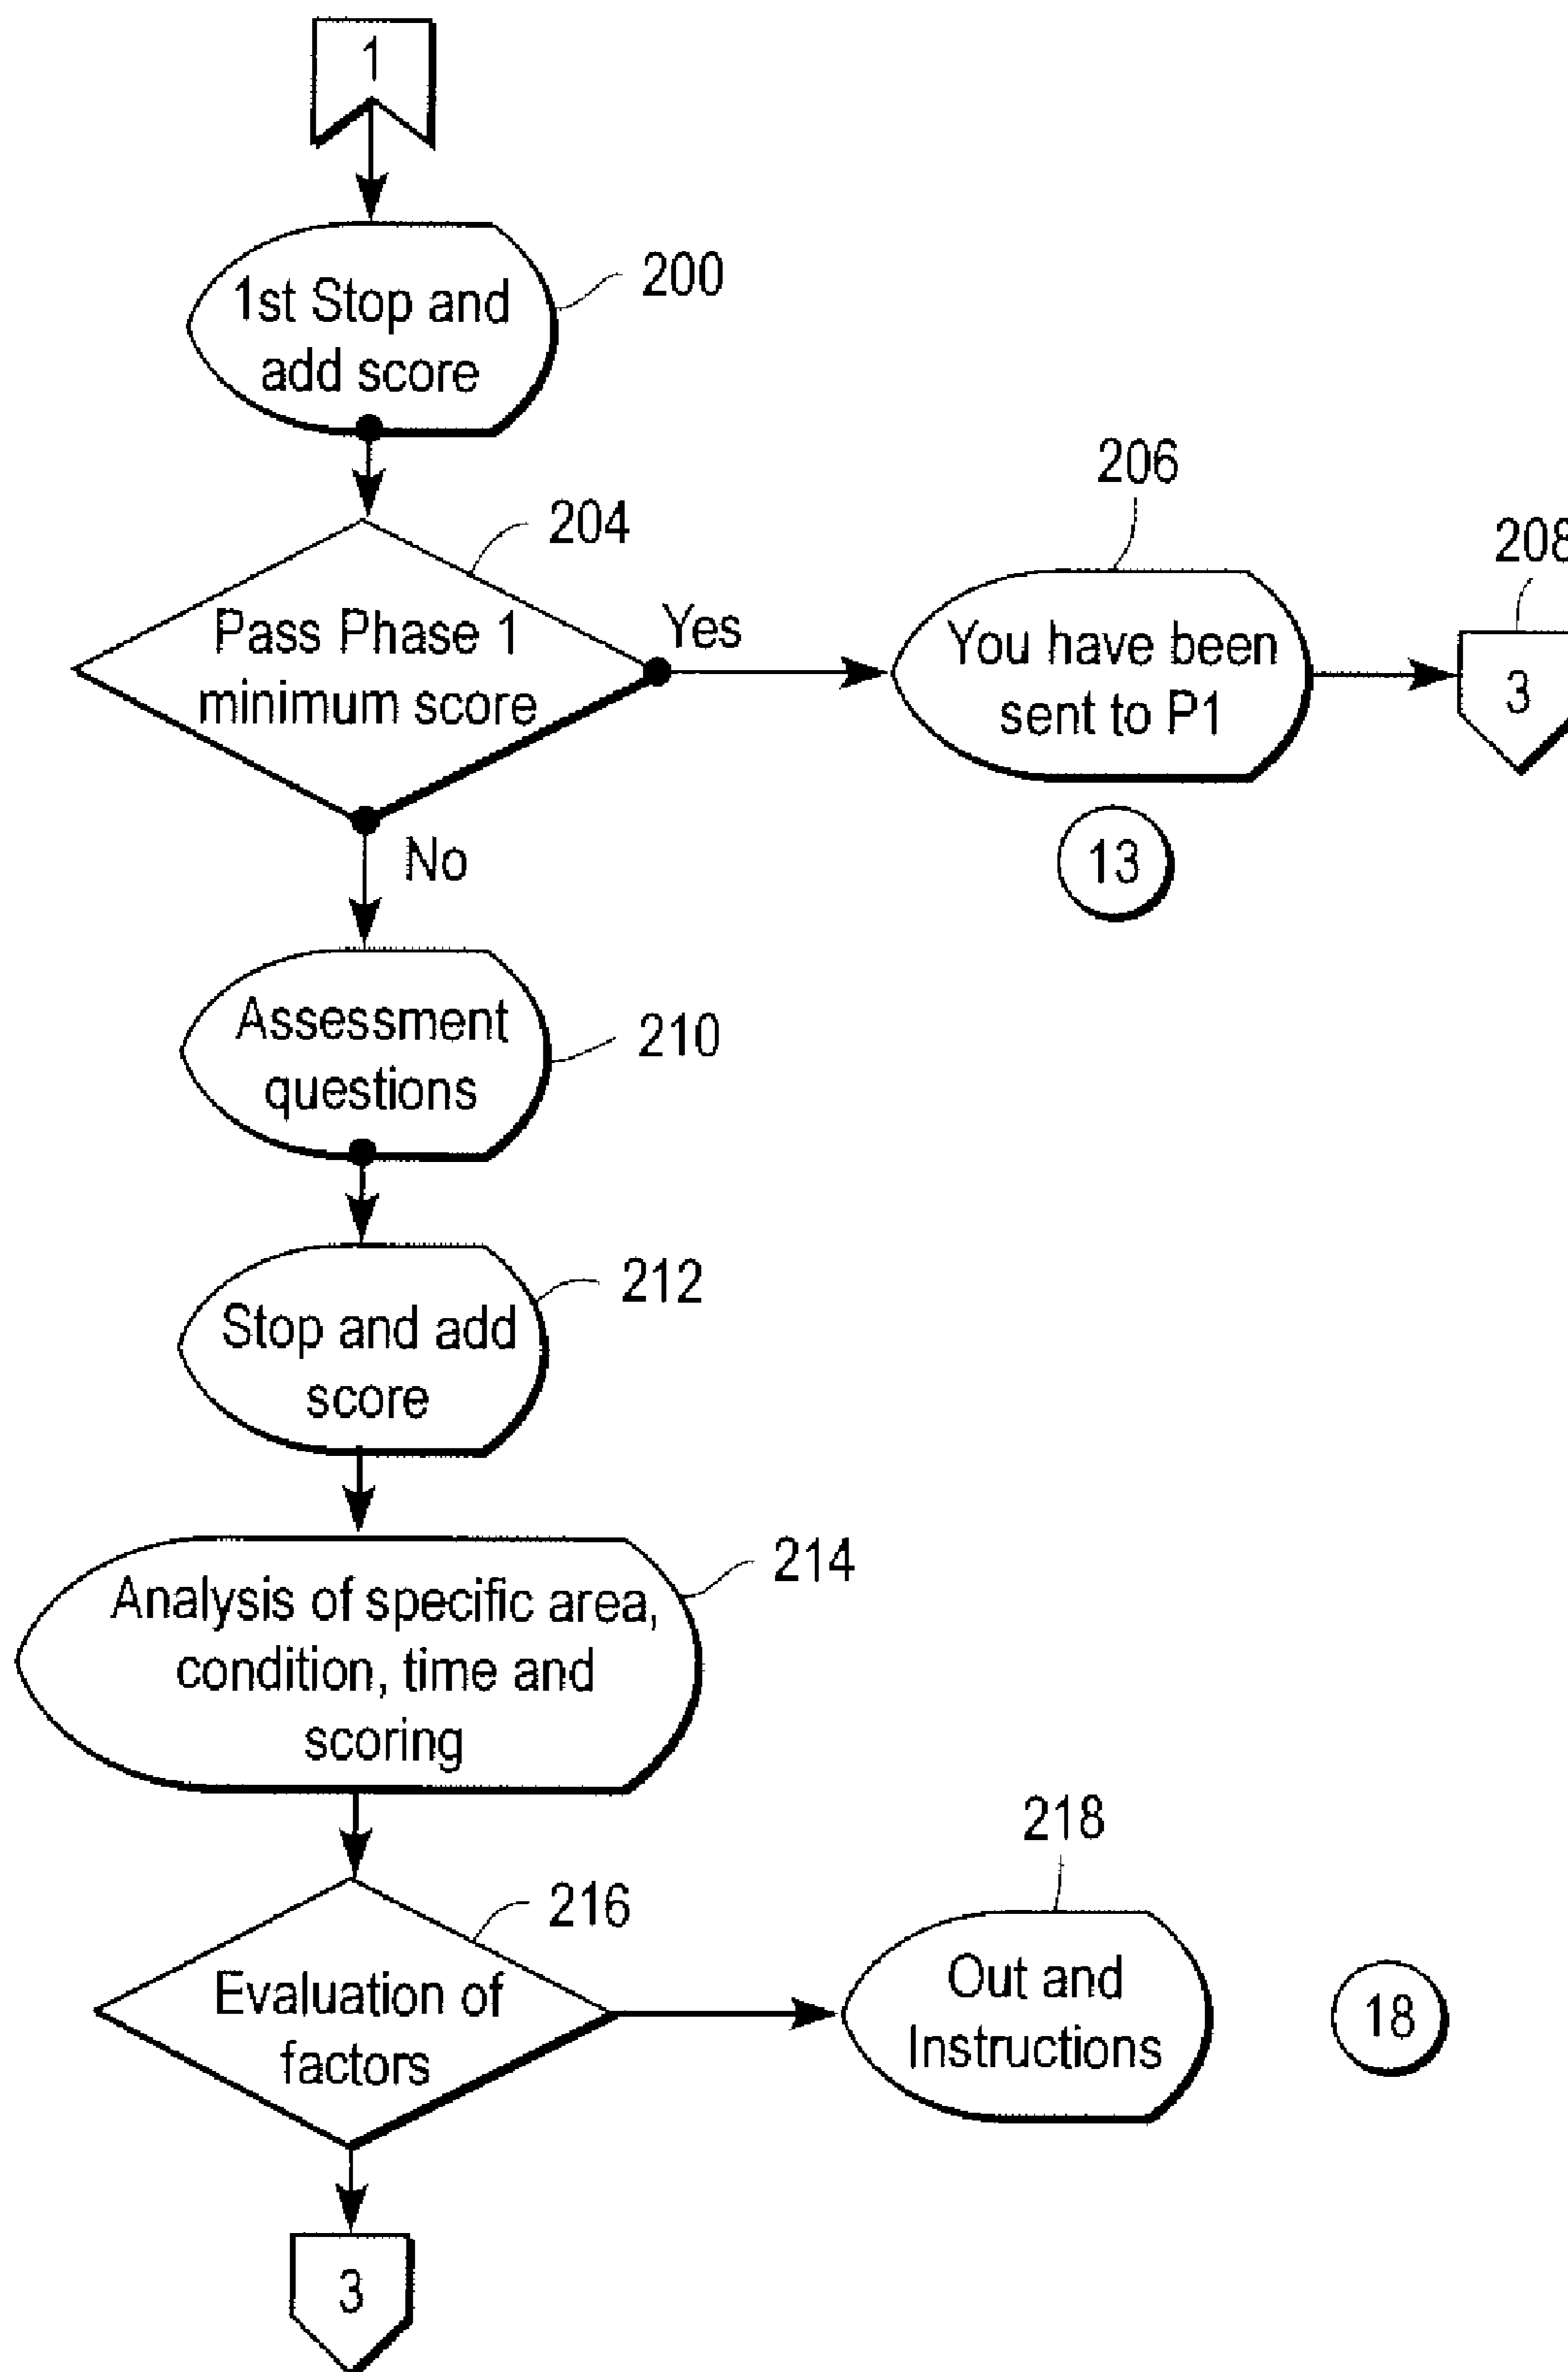 1
1st Stop and
add score
200
204
Pass Phase 1
minimum score
Yes
206
You have been
sent to P1
208
3
13
No
Assessment
questions
210
Stop and add
score
212
Analysis of specific area,
condition, time and
scoring
214
Evaluation of
factors
216
218
Out and
Instructions
18
3